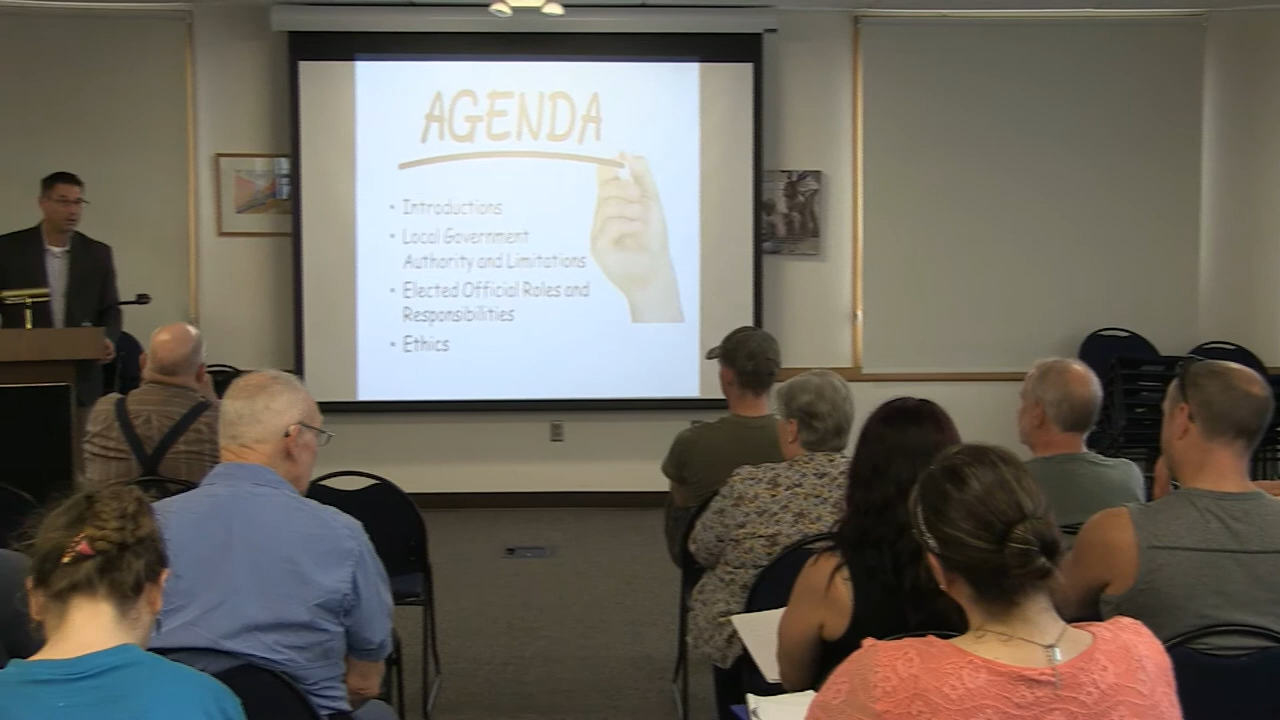 AGENDA
• Introductions
• Local Government
Authority and Limitations
• Elected Official Roles and
Responsibilities
• Ethics